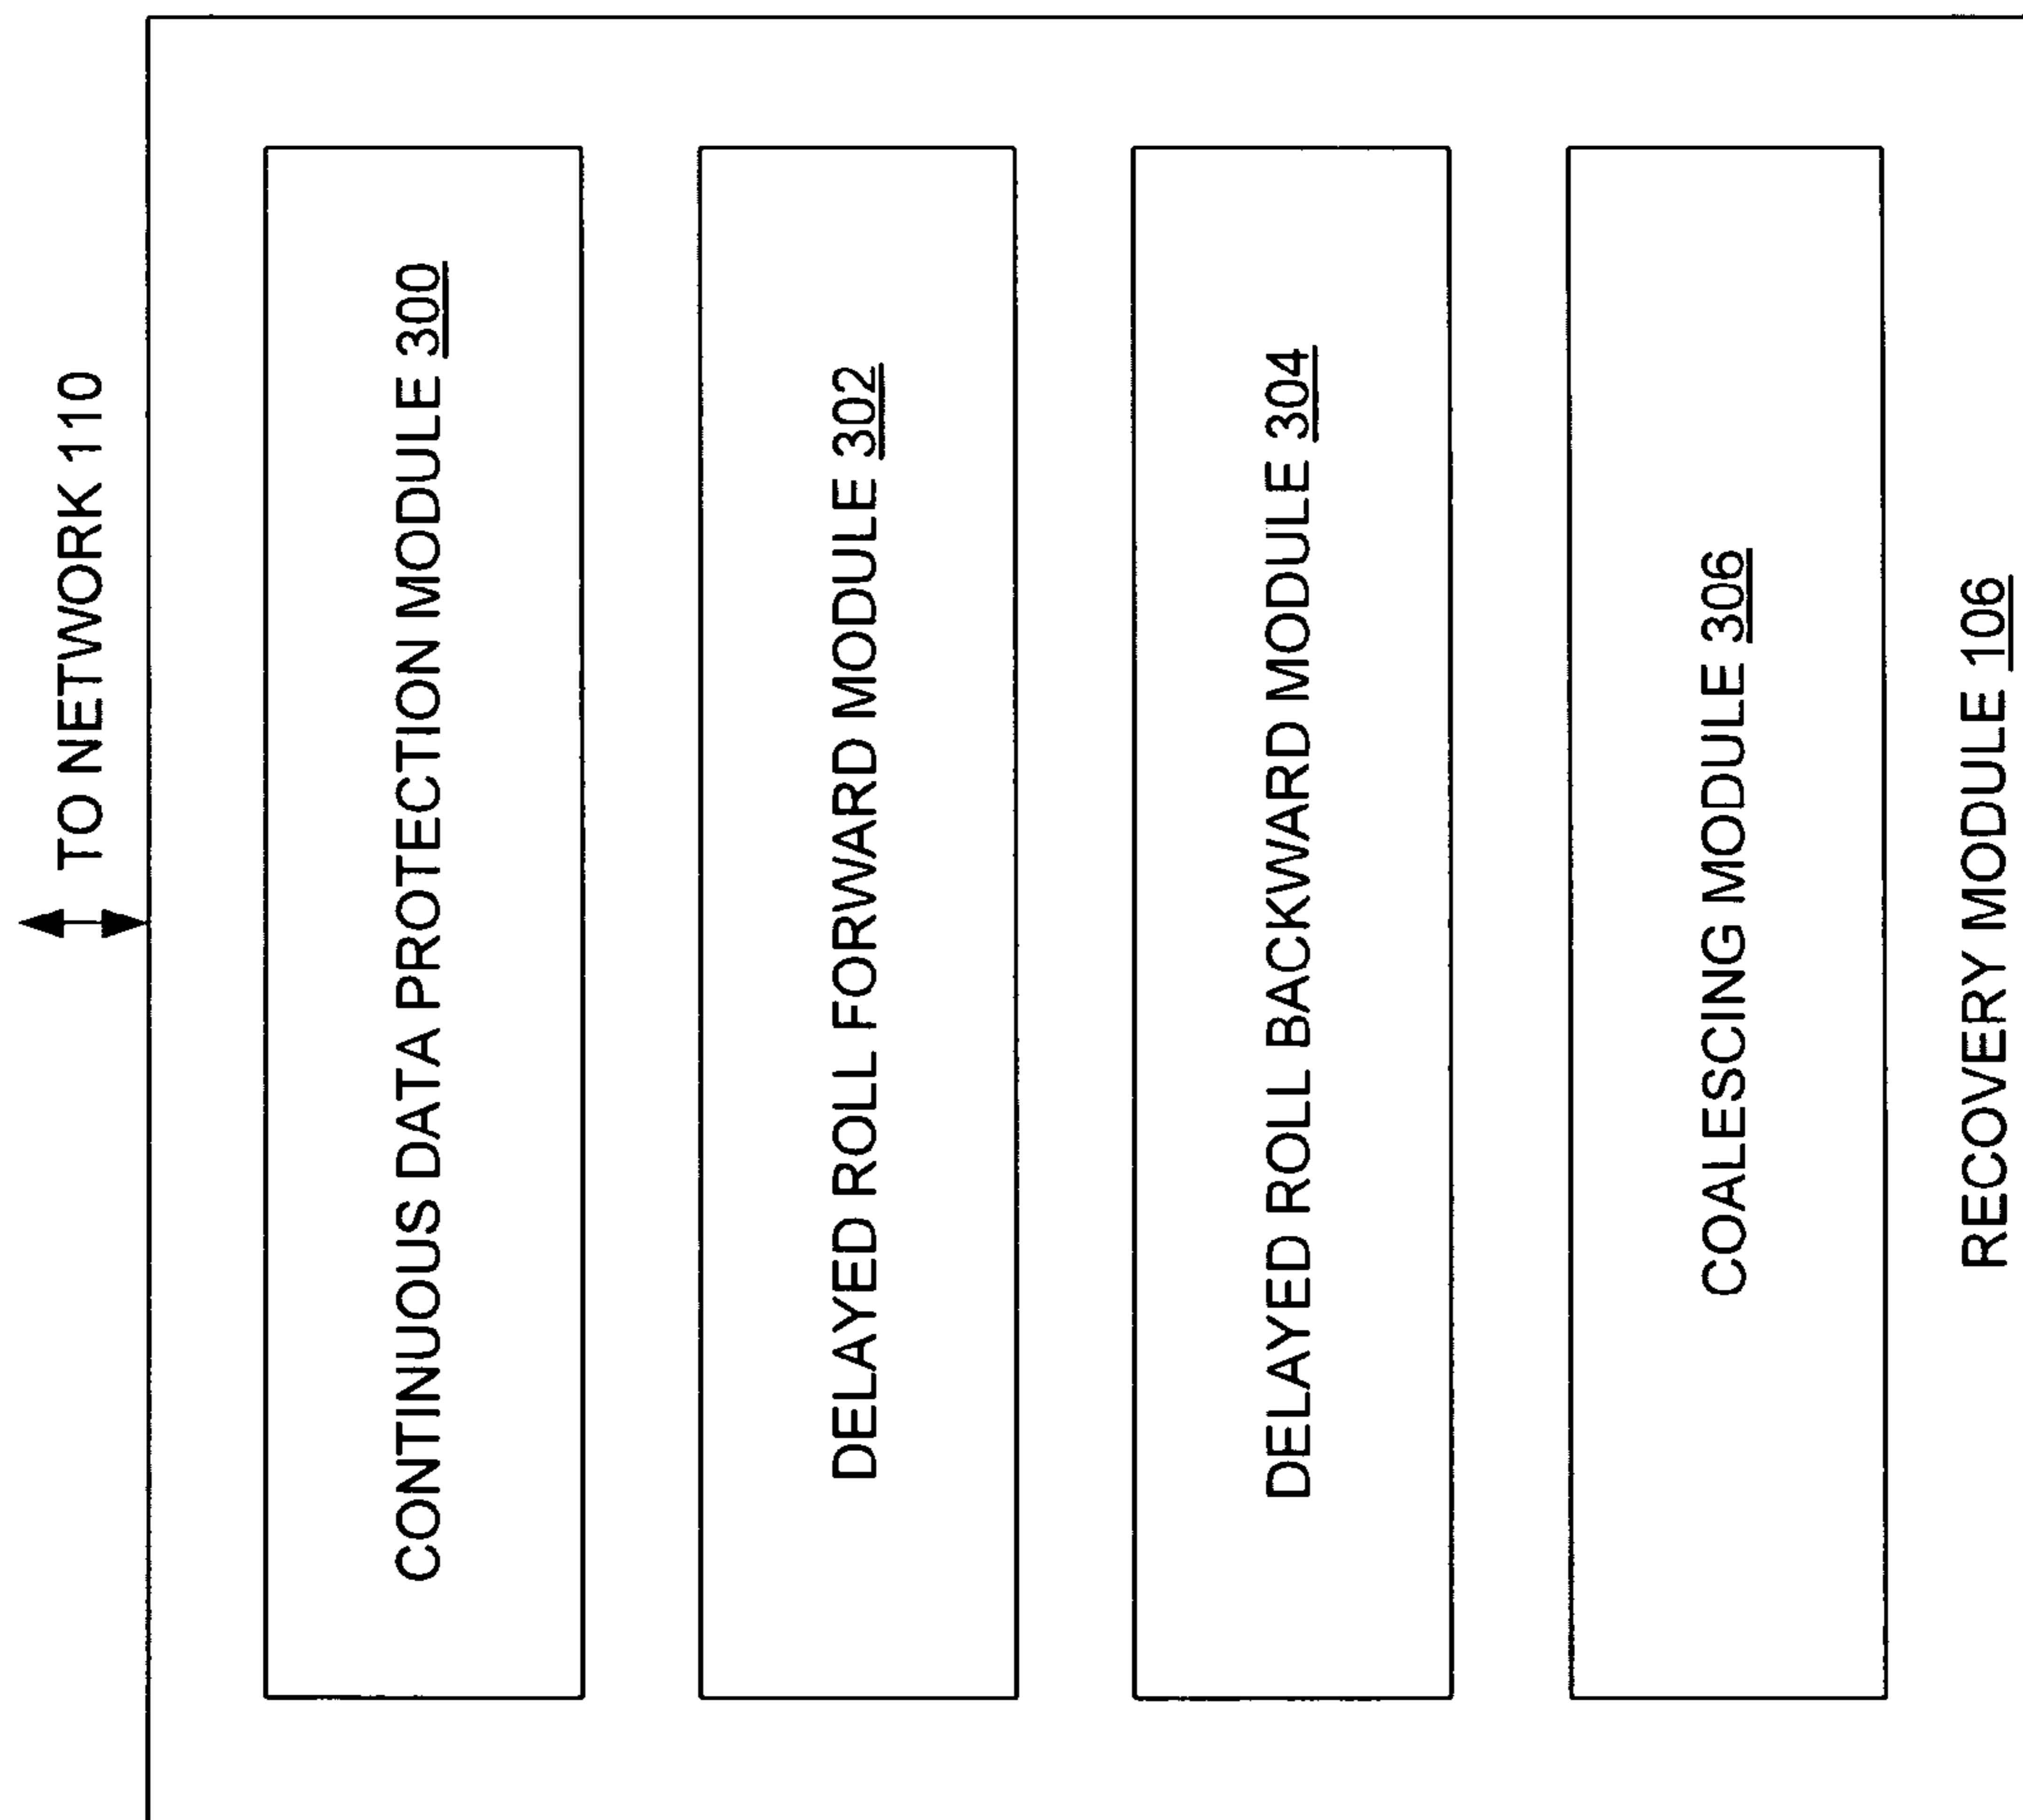 TO NETWORK 110
CONTINUOUS DATA PROTECTION MODULE 300
DELAYED ROLL FORWARD MODULE 302
DELAYED ROLL BACKWARD MODULE 304
COALESCING MODULE 306
RECOVERY MODULE 106